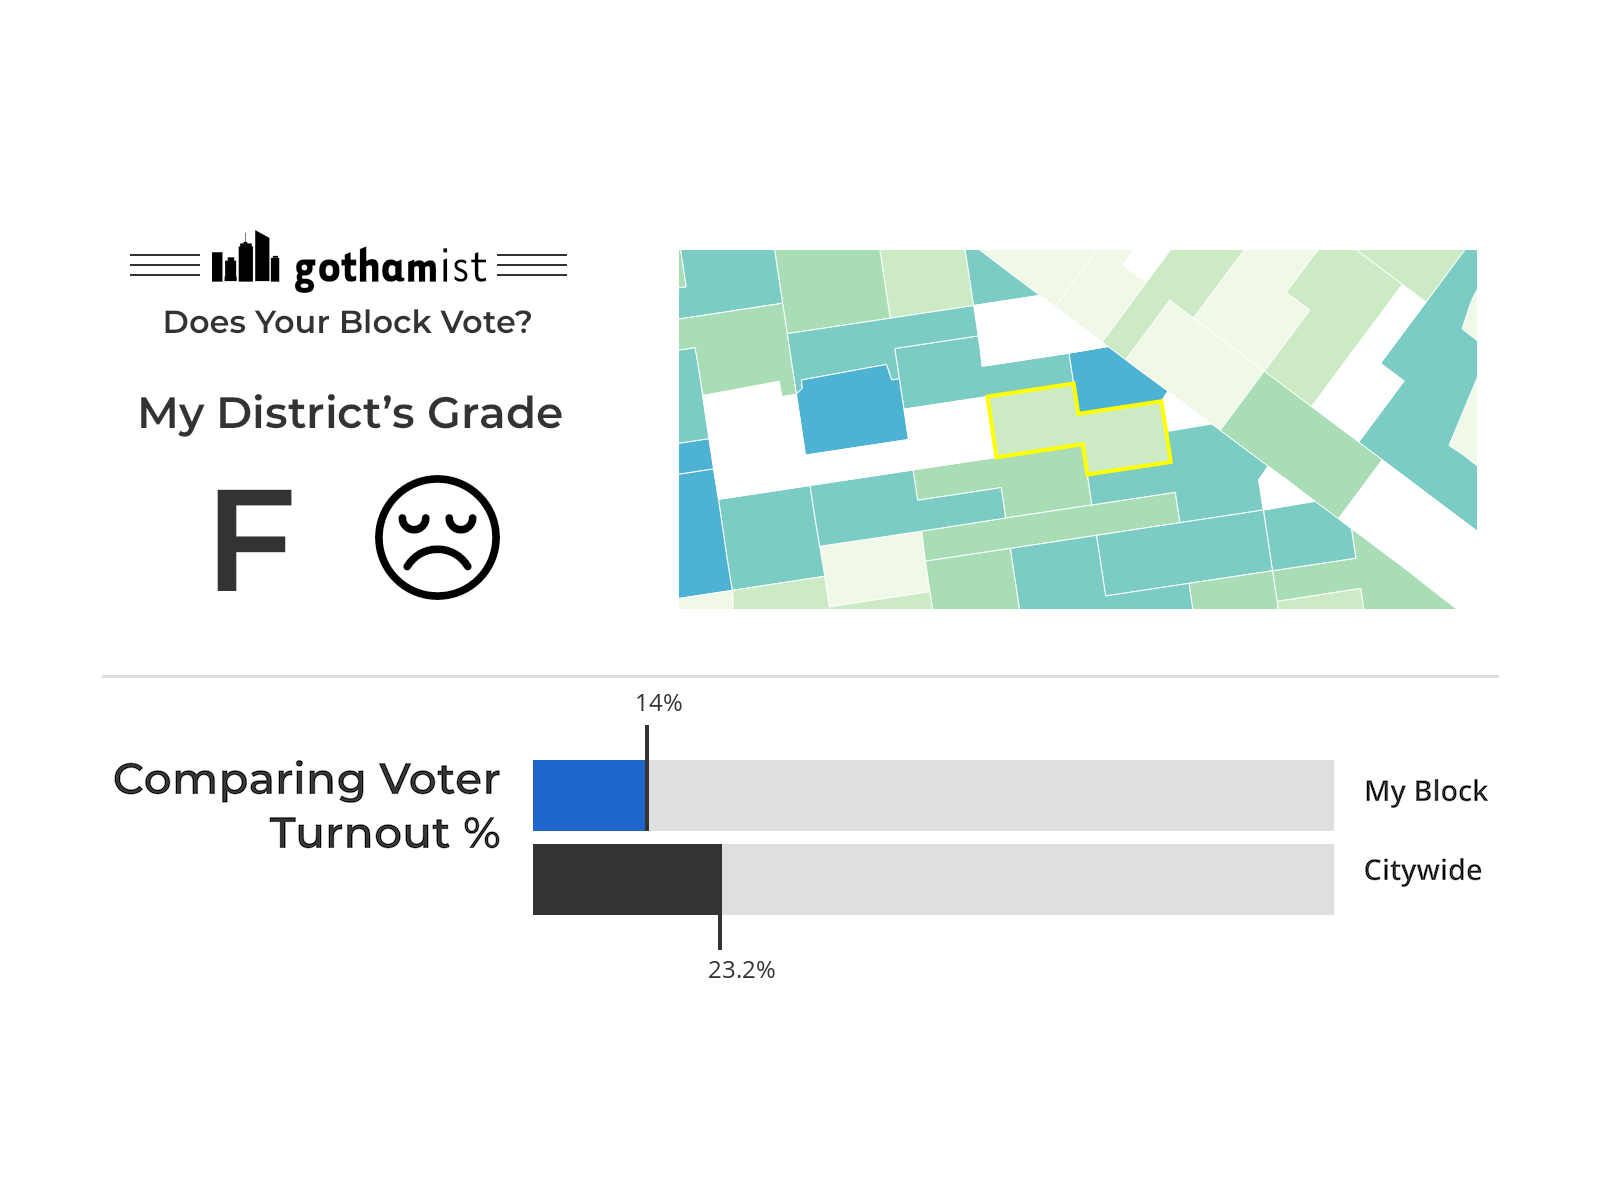 gothamist
Does Your Block Vote?
My District’s Grade
F
14%
Comparing Voter
Turnout %
My Block
Citywide
23.2%